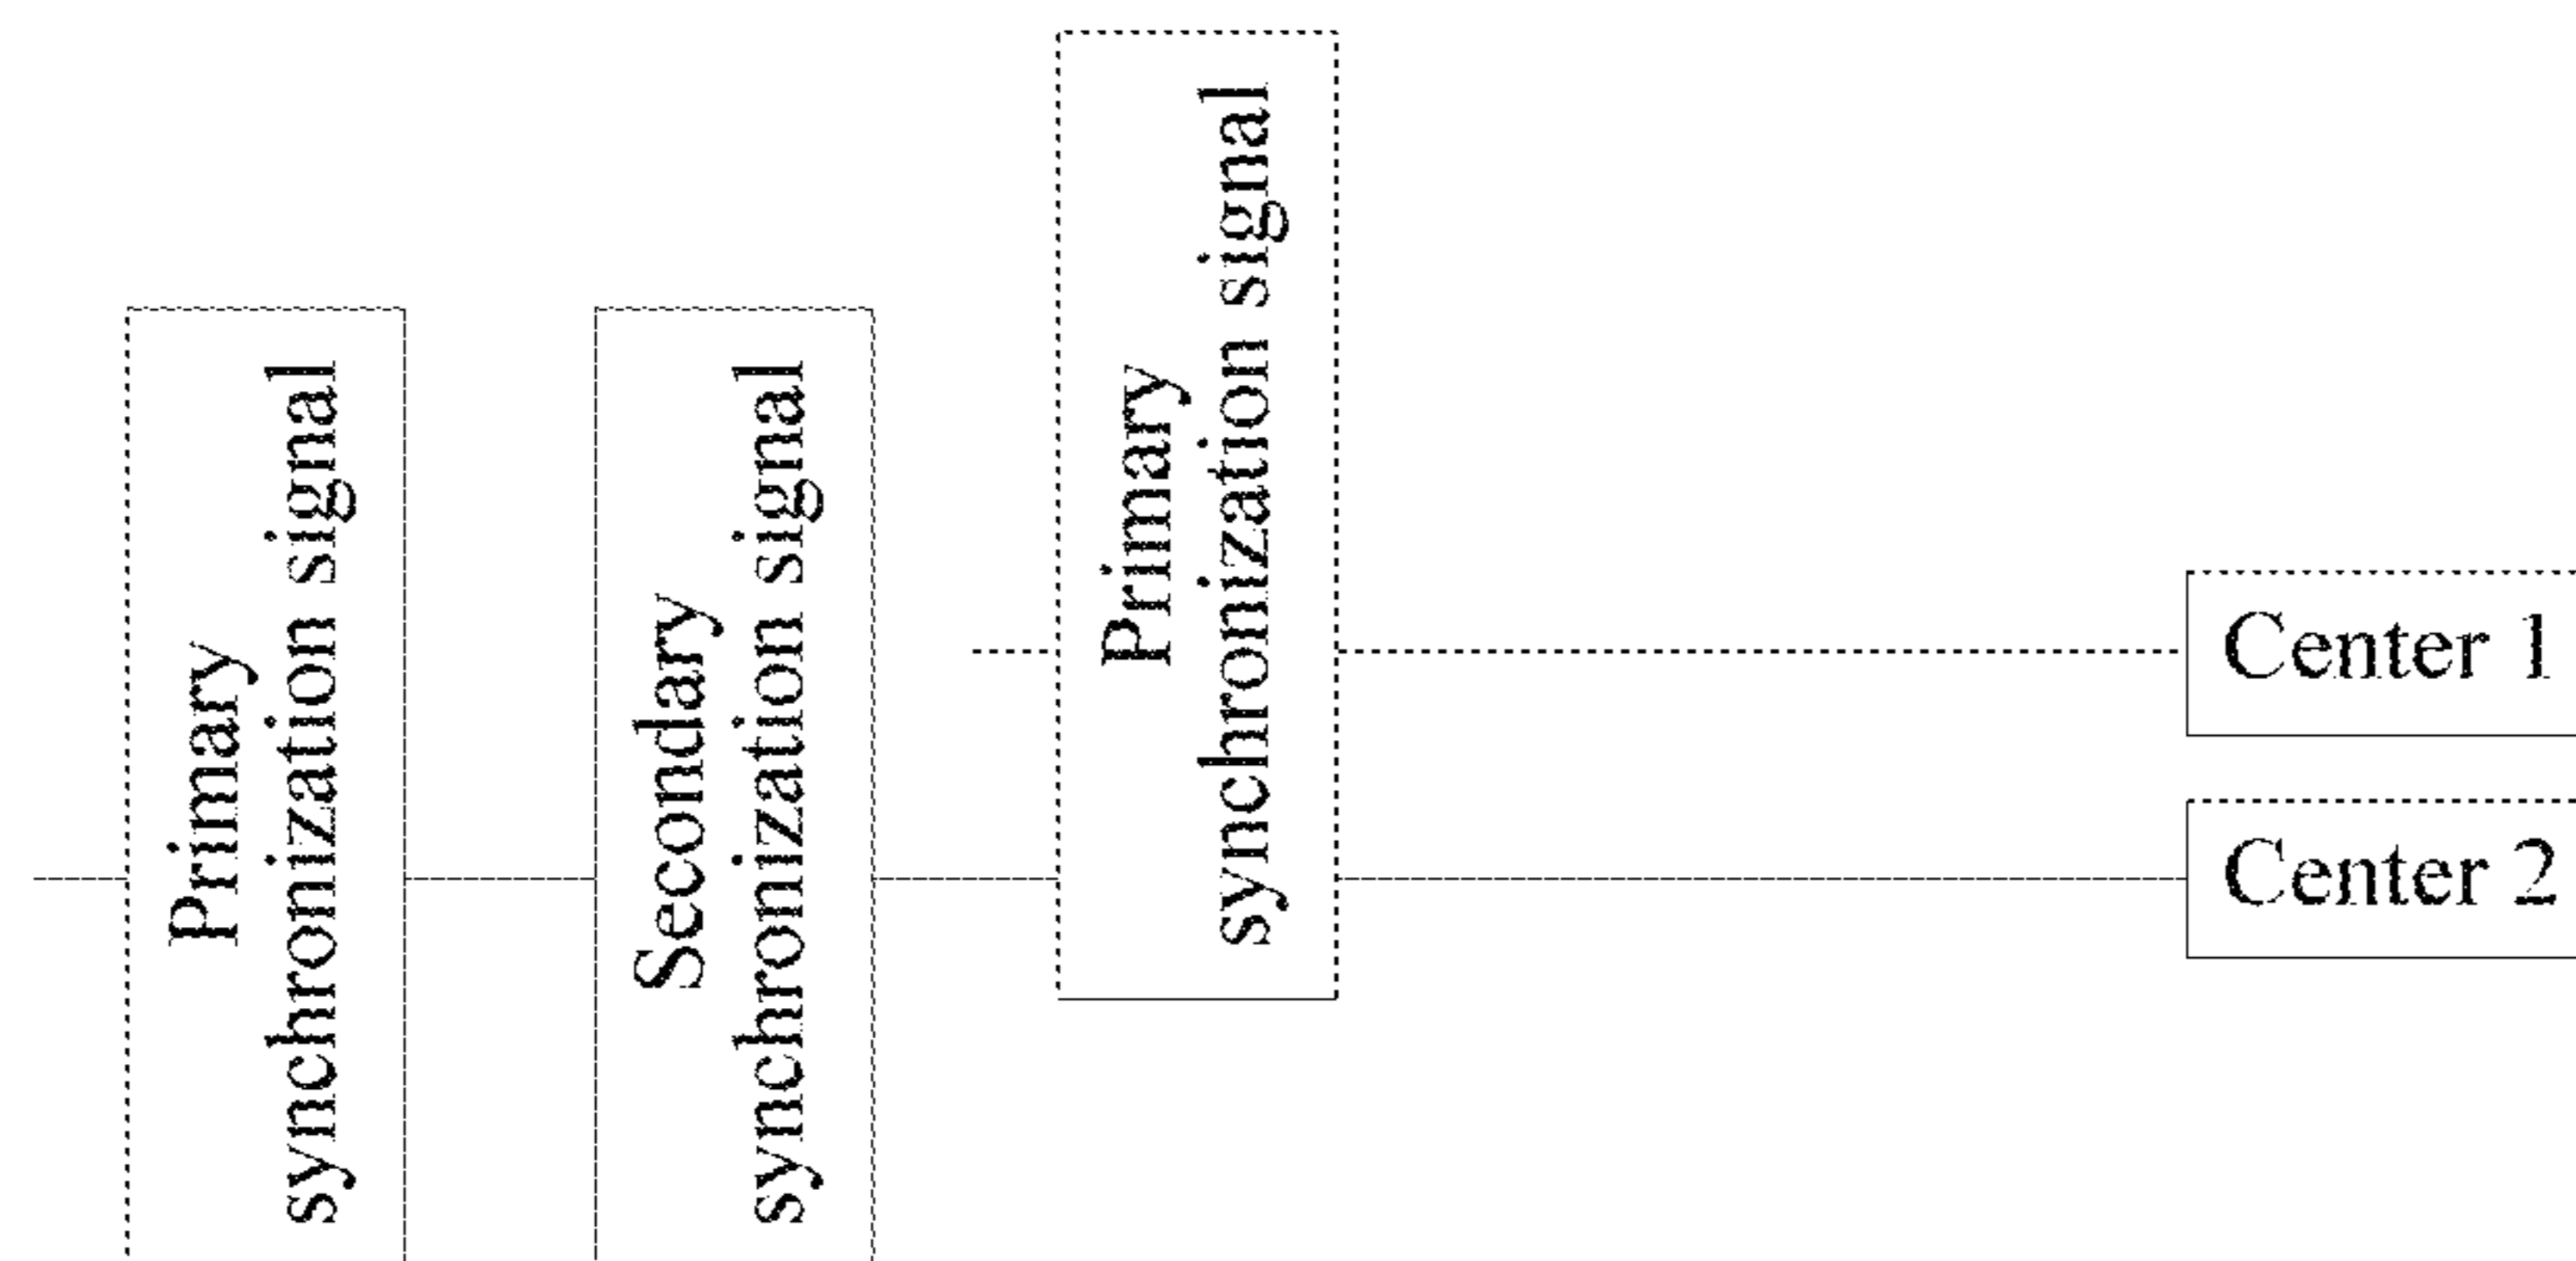 Primary
synchronization signal
Secondary
synchronization signal
Primary
synchronization signal
Center 1
Center 2